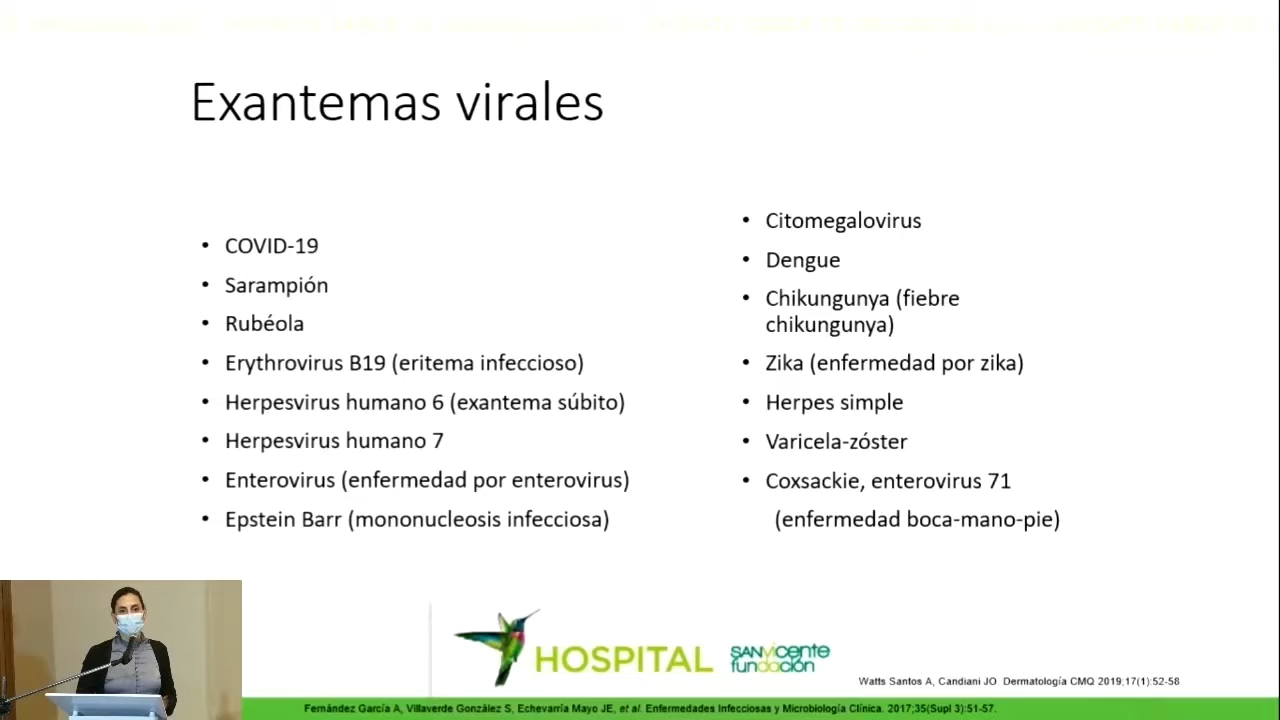 Exantemas virales
COVID-19
Sarampión
Rubéola
Erythrovirus B19 (eritema infeccioso)
Herpesvirus humano 6 (exantema súbito)
Herpesvirus humano 7
Enterovirus (enfermedad por enterovirus)
Epstein Barr (mononucleosis infecciosa)
Citomegalovirus
Dengue
Chikungunya (fiebre
chikungunya)
Zika (enfermedad por zika)
Herpes simple
Varicela-zóster
Coxsackie, enterovirus 71
(enfermedad boca-mano-pie)
HOSPITAL
SANVicente
fundación
Watts Santos A, Candiani JO Dermatología CMQ 2019;17(1):52-58
Fernández García A, Villaverde González S, Echevarría Mayo JE, et al. Enfermedades Infecciosas y Microbiología Clínica. 2017;35(Supl 3):51-57.